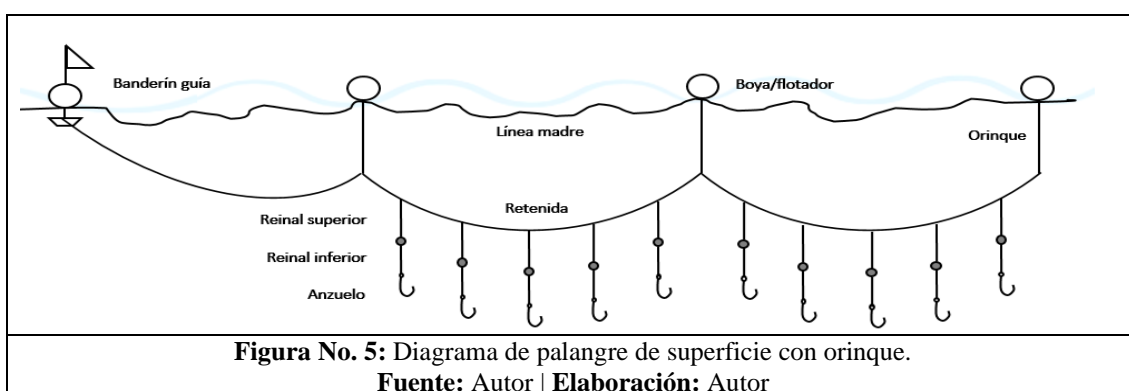 Banderín guía
Boya/flotador
Línea madre
Orinque
Retenida
Reinal superior
Reinal inferior
Anzuelo
Figura No. 5: Diagrama de palangre de superficie con orinque.
Fuente: Autor | Elaboración: Autor